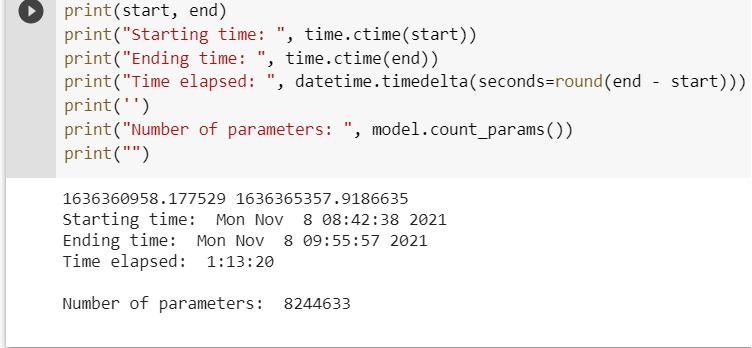 print(start, end)
print("Starting time: ", time.ctime(start))
print("Ending time: ", time.ctime(end))
print("Time elapsed: ", datetime.timedelta(seconds=round(end - start)))
print('')
print("Number of parameters: ", model.count_params())
print("")
1636360958.177529 1636365357.9186635
Starting time:  Mon Nov  8 08:42:38 2021
Ending time:  Mon Nov  8 09:55:57 2021
Time elapsed:  1:13:20
Number of parameters:  8244633